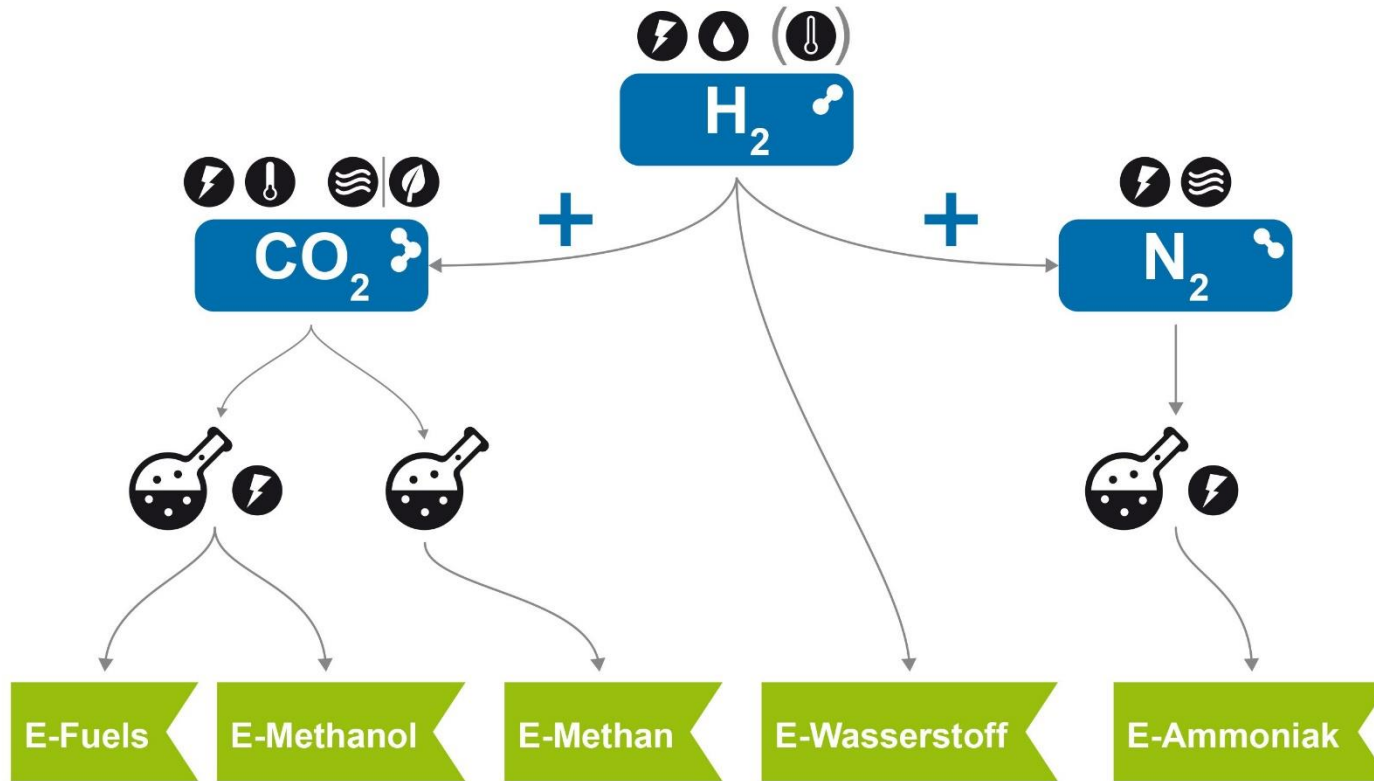 H₂
+
+
CO₂
N₂
E-Fuels
E-Methanol
E-Methan
E-Wasserstoff
E-Ammoniak